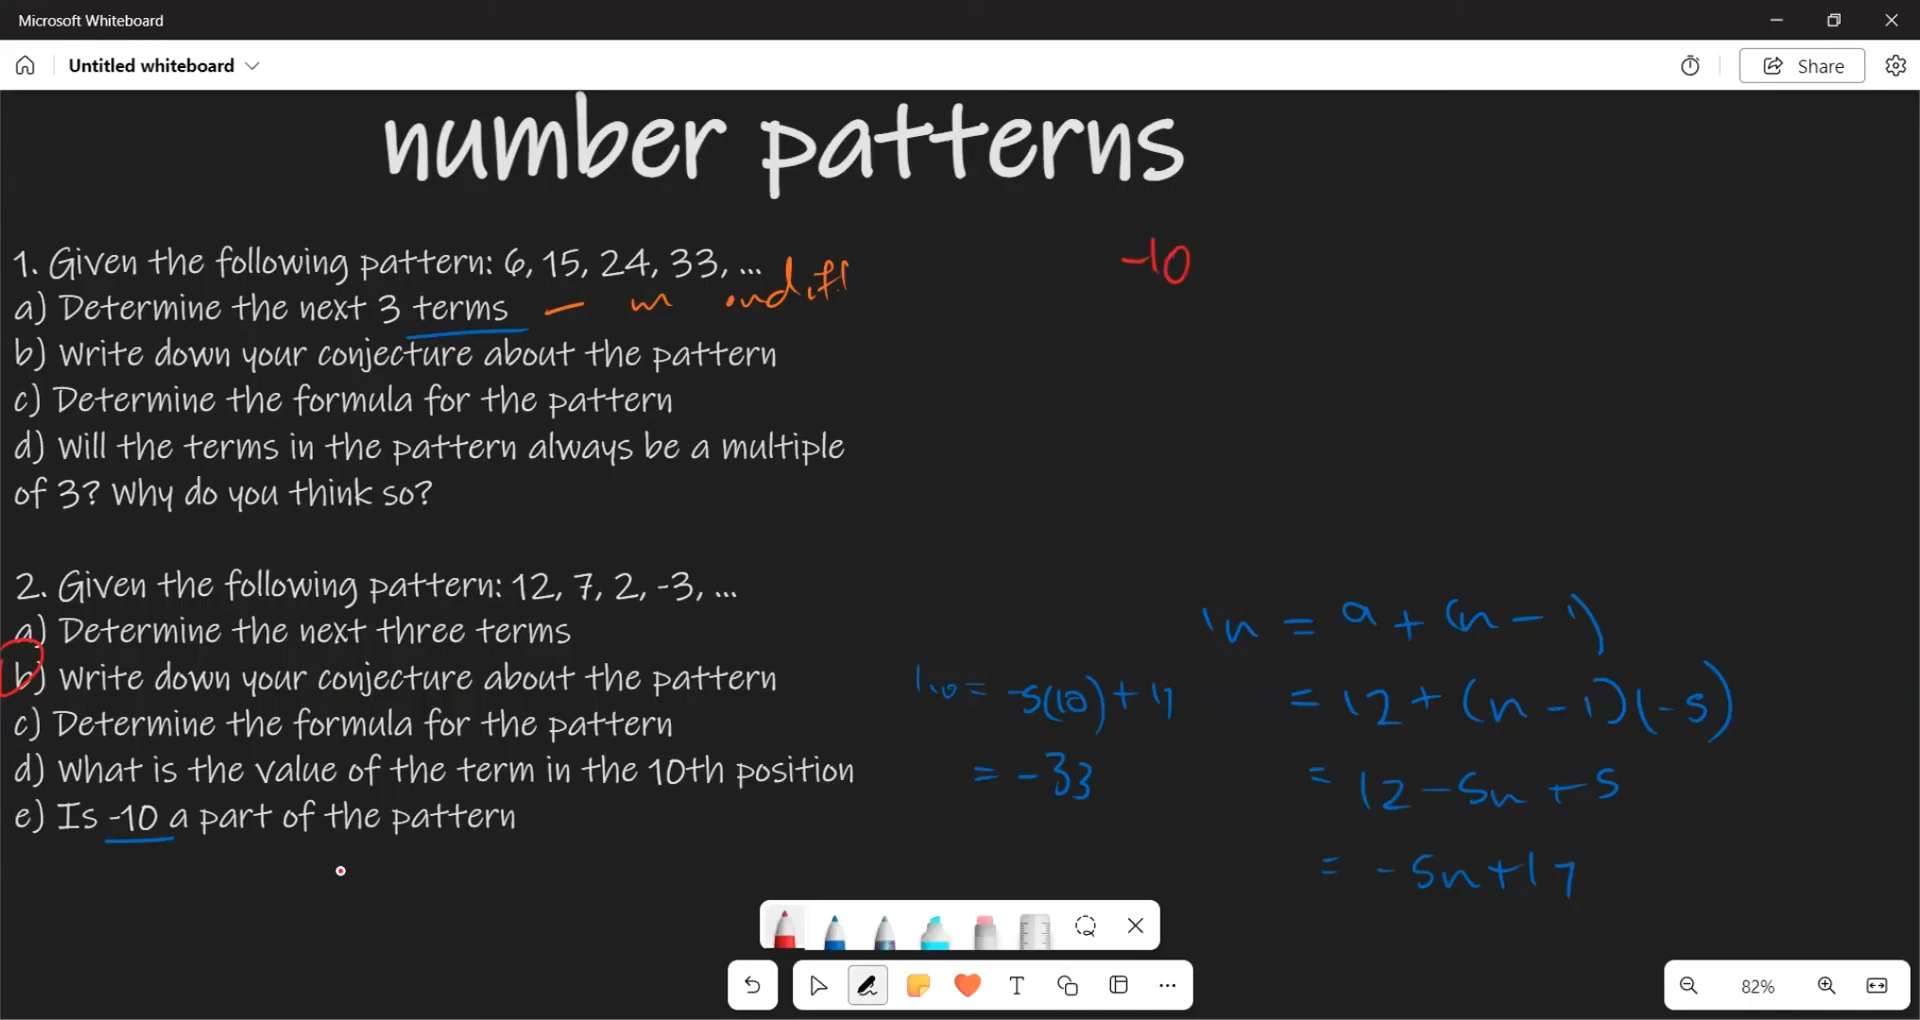 Microsoft Whiteboard
Untitled whiteboard
Share
number patterns
1. Given the following pattern: 6, 15, 24, 33, ...
-10
a) Determine the next 3 terms
b) Write down your conjecture about the pattern
c) Determine the formula for the pattern
d) Will the terms in the pattern always be a multiple
of 3? Why do you think so?
2. Given the following pattern: 12, 7, 2, -3, ...
a) Determine the next three terms
b) Write down your conjecture about the pattern
c) Determine the formula for the pattern
d) What is the value of the term in the 10th position
e) Is -10 a part of the pattern
= -5(10) + 17
= -33
n = a + (n - 1)
= 12 + (n - 1)(-5)
= 12 - 5n + 5
= -5n + 17
82%